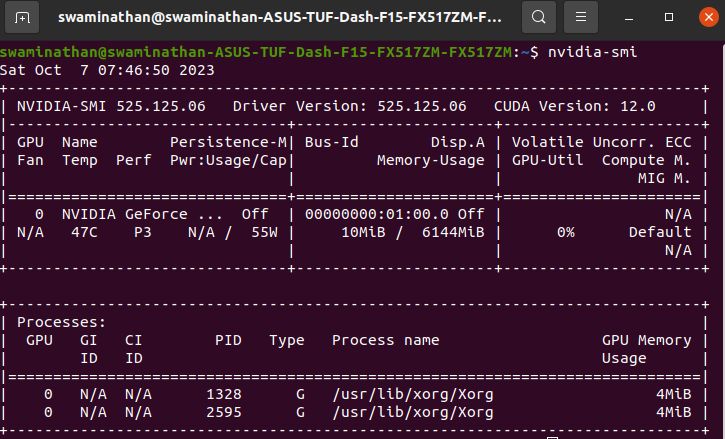 swaminathan@swaminathan-ASUS-TUF-Dash-F15-FX517ZM-F...
swaminathan@swaminathan-ASUS-TUF-Dash-F15-FX517ZM-FX517ZM:~$ nvidia-smi
Sat Oct  7 07:46:50 2023
+-----------------------------------------------------------------------------+
| NVIDIA-SMI 525.125.06   Driver Version: 525.125.06   CUDA Version: 12.0     |
|-------------------------------+----------------------+----------------------+
| GPU  Name        Persistence-M| Bus-Id        Disp.A | Volatile Uncorr. ECC |
| Fan  Temp  Perf  Pwr:Usage/Cap|         Memory-Usage | GPU-Util  Compute M. |
|                               |                      |               MIG M. |
|===============================+======================+======================|
|   0  NVIDIA GeForce ...  Off  | 00000000:01:00.0 Off |                  N/A |
| N/A   47C    P3    N/A /  55W |     10MiB /  6144MiB |      0%      Default |
|                               |                      |                  N/A |
+-------------------------------+----------------------+----------------------+
+-----------------------------------------------------------------------------+
| Processes:                                                                  |
|  GPU   GI   CI        PID   Type   Process name                  GPU Memory |
|        ID   ID                                                   Usage      |
|=============================================================================|
|    0   N/A  N/A      1328      G   /usr/lib/xorg/Xorg                  4MiB |
|    0   N/A  N/A      2595      G   /usr/lib/xorg/Xorg                  4MiB |
+-----------------------------------------------------------------------------+